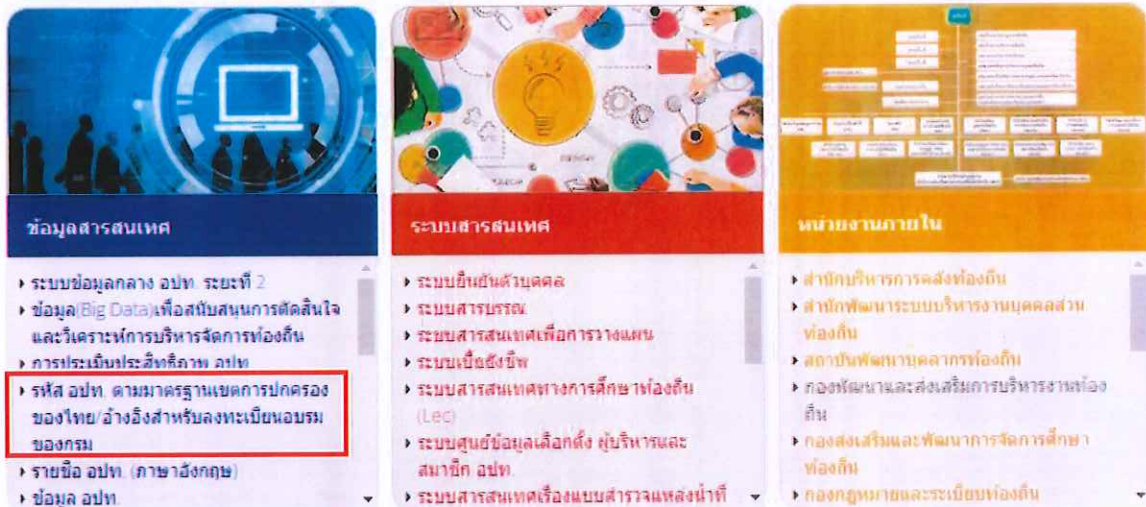 ข้อมูลสารสนเทศ
▸ ระบบข้อมูลกลาง อปท. ระยะที่ 2
▸ ข้อมูล(Big Data)เพื่อสนับสนุนการตัดสินใจ
และวิเคราะห์การบริหารจัดการท้องถิ่น
▸ การประเมินประสิทธิภาพ อปท
▸ รหัส อปท. ตามมาตรฐานเขตการปกครอง
ของไทย/อ้างอิงสำหรับลงทะเบียนอบรม
ของกรม
▸ รายชื่อ อปท. (ภาษาอังกฤษ)
▸ ข้อมูล อปท.
ระบบสารสนเทศ
▸ ระบบยืนยันตัวบุคคล
▸ ระบบสารบรรณ
▸ ระบบสารสนเทศเพื่อการวางแผน
▸ ระบบเบี้ยยังชีพ
▸ ระบบสารสนเทศทางการศึกษาท้องถิ่น
(Lec)
▸ ระบบศูนย์ข้อมูลเลือกตั้ง ผู้บริหารและ
สมาชิก อปท.
▸ ระบบสารสนเทศเรื่องแบบสำรวจแหล่งน้ำที่
หน่วยงานภายใน
▸ สำนักบริหารการคลังท้องถิ่น
▸ สำนักพัฒนาระบบบริหารงานบุคคลส่วน
ท้องถิ่น
▸ สถาบันพัฒนาบุคลากรท้องถิ่น
▸ กองพัฒนาและส่งเสริมการบริหารงานท้อง
ถิ่น
▸ กองส่งเสริมและพัฒนาการจัดการศึกษา
ท้องถิ่น
▸ กองกฎหมายและระเบียบท้องถิ่น